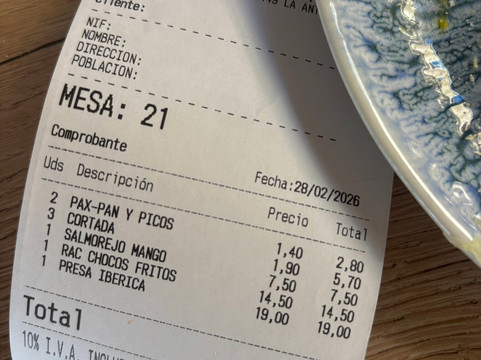 Cliente:
NIF:
NOMBRE:
DIRECCION:
POBLACION:
MESA: 21
Comprobante
Fecha:28/02/2026
Uds Descripción Precio Total
2 PAX-PAN Y PICOS 1,40 2,80
3 CORTADA 1,90 5,70
1 SALMOREJO MANGO 7,50 7,50
1 RAC CHOCOS FRITOS 14,50 14,50
1 PRESA IBERICA 19,00 19,00
Total
10% I.V.A.